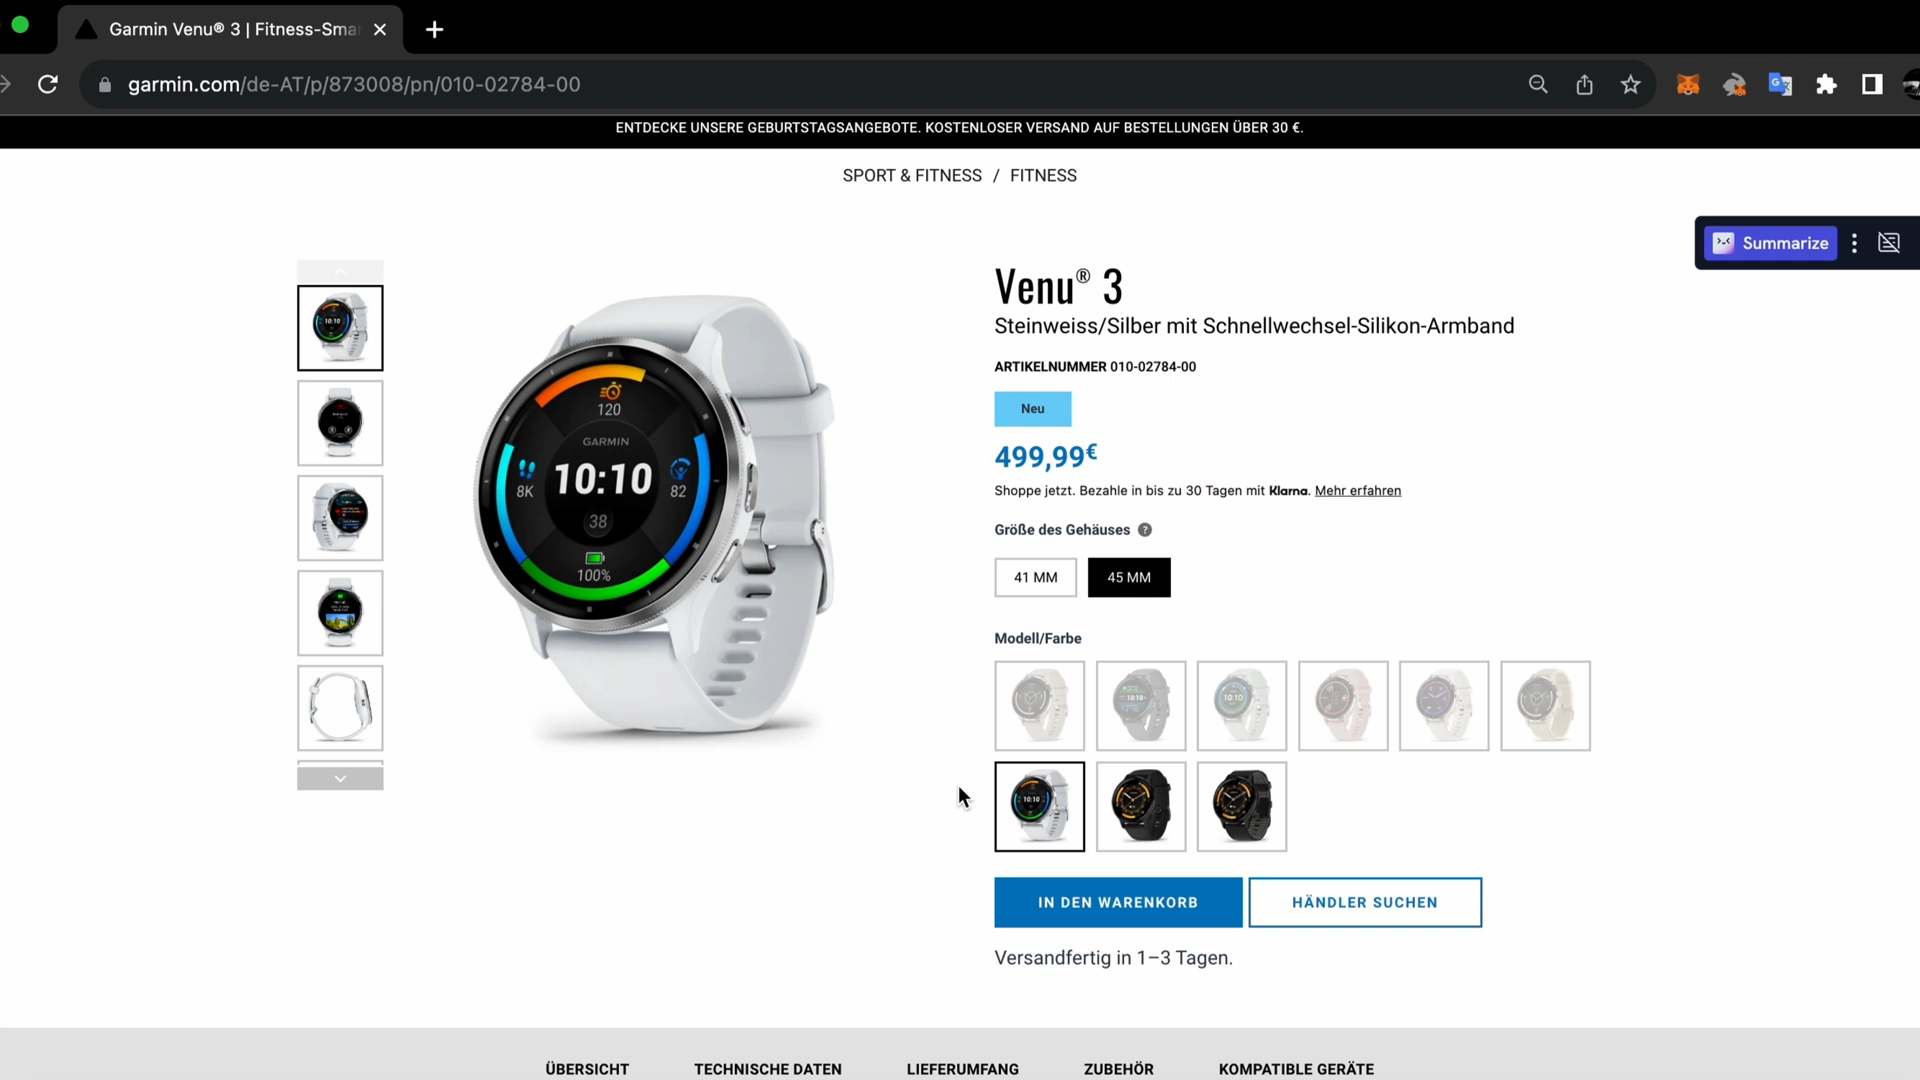 Garmin Venu® 3 | Fitness-Sma
garmin.com/de-AT/p/873008/pn/010-02784-00
ENTDECKE UNSERE GEBURTSTAGSANGEBOTE. KOSTENLOSER VERSAND AUF BESTELLUNGEN ÜBER 30 €.
SPORT & FITNESS / FITNESS
Summarize
Venu® 3
Steinweiss/Silber mit Schnellwechsel-Silikon-Armband
ARTIKELNUMMER 010-02784-00
Neu
499,99€
Shoppe jetzt. Bezahle in bis zu 30 Tagen mit Klarna. Mehr erfahren
Größe des Gehäuses ?
41 MM
45 MM
120
GARMIN
10:10
8K
82
38
100%
Modell/Farbe
IN DEN WARENKORB
HÄNDLER SUCHEN
Versandfertig in 1–3 Tagen.
ÜBERSICHT
TECHNISCHE DATEN
LIEFERUMFANG
ZUBEHÖR
KOMPATIBLE GERÄTE